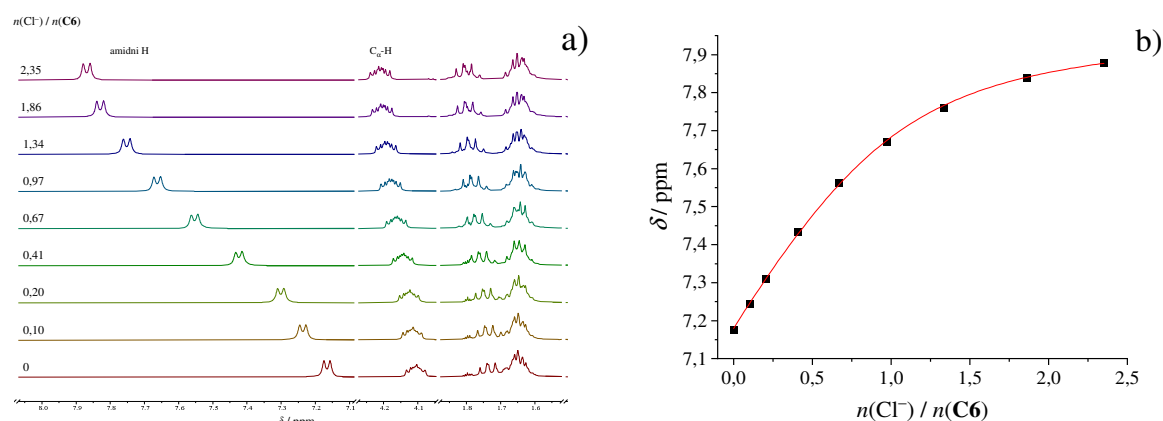 n(Cl⁻) / n(C6)
amidni H
Cα-H
a)
2,35
1,86
1,34
0,97
0,67
0,41
0,20
0,10
0
8.0 7.9 7.8 7.7 7.6 7.5 7.4 7.3 7.2 7.1 4.2 4.1 1.8 1.7 1.6
δ / ppm
b)
7,9
7,8
7,7
7,6
7,5
7,4
7,3
7,2
7,1
δ / ppm
0,0 0,5 1,0 1,5 2,0 2,5
n(Cl⁻) / n(C6)